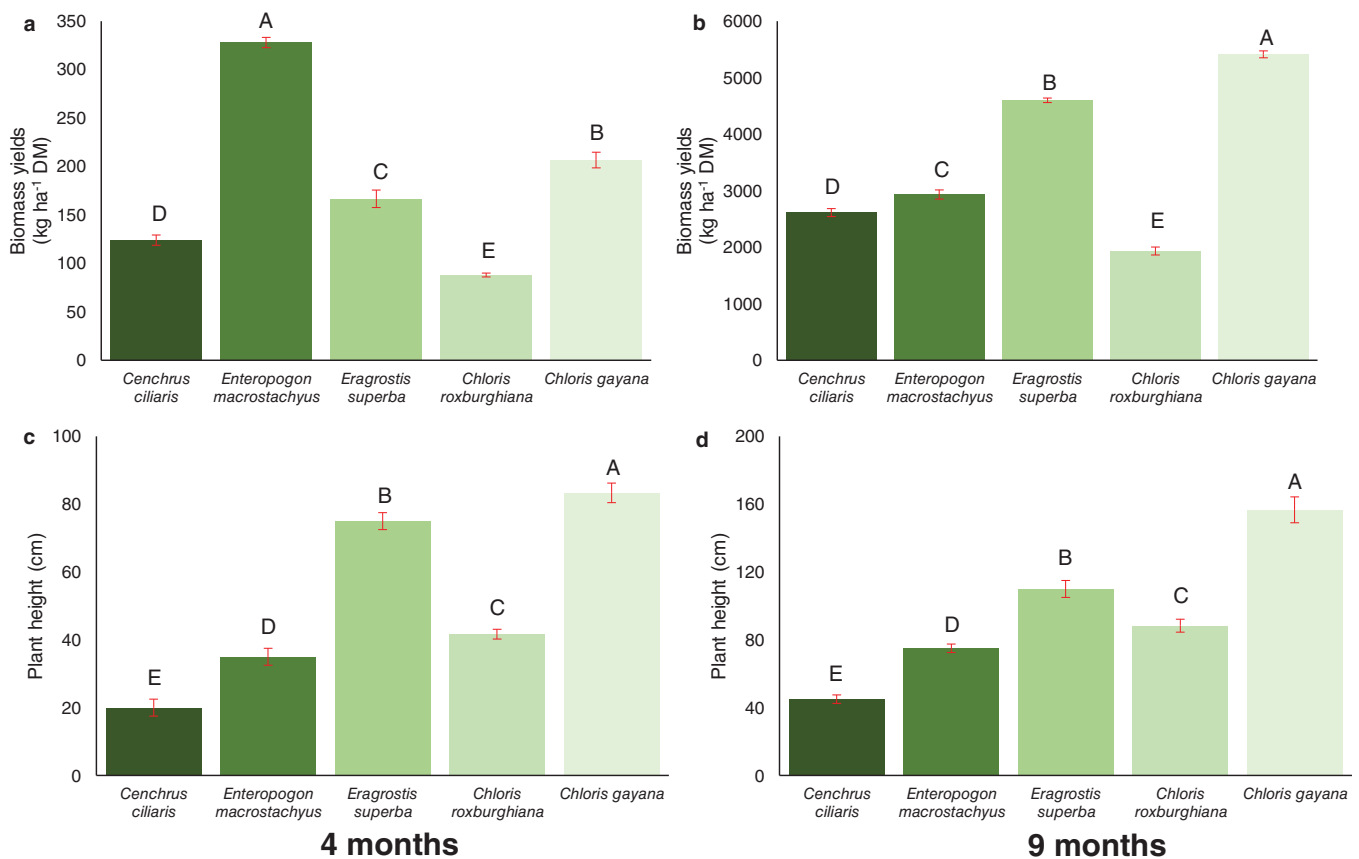 a
Biomass yields
(kg ha⁻¹ DM)
350
300
250
200
150
100
50
0
D
A
C
E
B
Cenchrus
ciliaris
Enteropogon
macrostachyus
Eragrostis
superba
Chloris
roxburghiana
Chloris gayana
b
Biomass yields
(kg ha⁻¹ DM)
6000
5000
4000
3000
2000
1000
0
D
C
B
E
A
Cenchrus
ciliaris
Enteropogon
macrostachyus
Eragrostis
superba
Chloris
roxburghiana
Chloris gayana
c
Plant height (cm)
100
80
60
40
20
0
E
D
B
C
A
Cenchrus
ciliaris
Enteropogon
macrostachyus
Eragrostis
superba
Chloris
roxburghiana
Chloris gayana
4 months
d
Plant height (cm)
200
160
120
80
40
0
E
D
B
C
A
Cenchrus
ciliaris
Enteropogon
macrostachyus
Eragrostis
superba
Chloris
roxburghiana
Chloris gayana
9 months